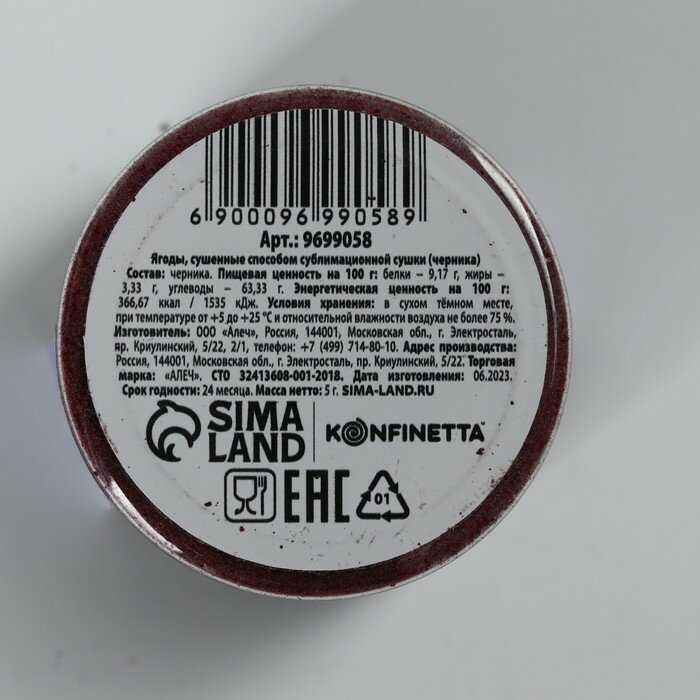 6 900096 990589
Арт.: 9699058
Ягоды, сушенные способом сублимационной сушки (черника)
Состав: черника. Пищевая ценность на 100 г: белки – 9,17 г, жиры –
3,33 г, углеводы – 63,33 г. Энергетическая ценность на 100 г:
366,67 ккал / 1535 кДж. Условия хранения: в сухом тёмном месте,
при температуре от +5 до +25 °С и относительной влажности воздуха не более 75 %.
Изготовитель: ООО «Алеч», Россия, 144001, Московская обл., г. Электросталь,
яр. Криулинский, 5/22, 2/1, телефон: +7 (499) 714-80-10. Адрес производства:
Россия, 144001, Московская обл., г. Электросталь, пр. Криулинский, 5/22. Торговая
марка: «АЛЕЧ». СТО 32413608-001-2018. Дата изготовления: 06.2023.
Срок годности: 24 месяца. Масса нетто: 5 г. SIMA-LAND.RU
SIMA LAND KONFINETTA™
EAC 01